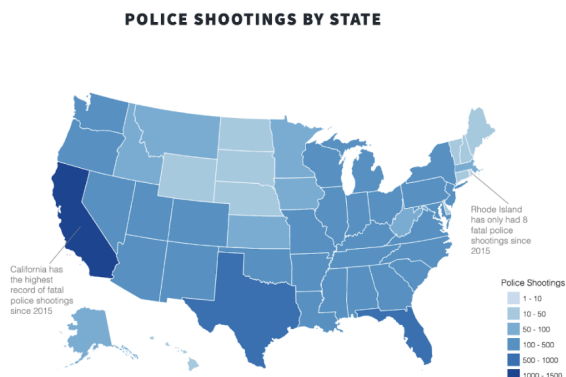 POLICE SHOOTINGS BY STATE
Rhode Island
has only had 8
fatal police
shootings since
2015
California has
the highest
record of fatal
police shootings
since 2015
Police Shootings
1 - 10
10 - 50
50 - 100
100 - 500
500 - 1000
1000 - 1500